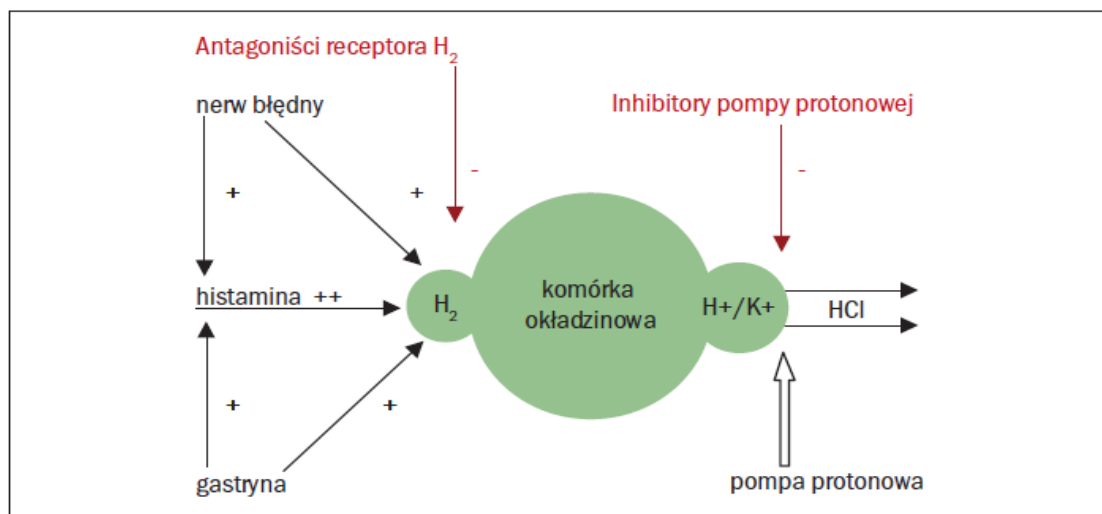 Antagoniści receptora H₂
nerw błędny
Inhibitory pompy protonowej
-
-
+
+
histamina ++
H₂
komórka
okładzinowa
H+/K+
HCl
+
+
gastryna
pompa protonowa